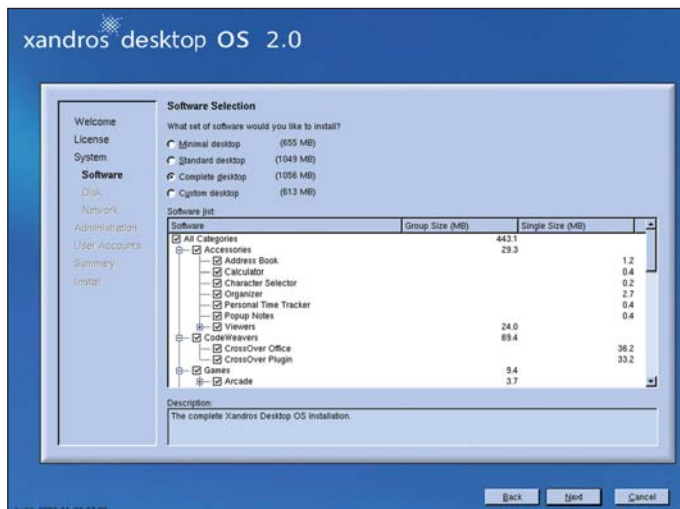 xandros desktop OS 2.0
Welcome
License
System
Software
Disk
Network
Administration
User Accounts
Summary
Install
Software Selection
What set of software would you like to install?
Minimal desktop (655 MB)
Standard desktop (1049 MB)
Complete desktop (1056 MB)
Custom desktop (613 MB)
Software list:
Software Group Size (MB) Single Size (MB)
All Categories 443.1
Accessories 29.3
Address Book 1.2
Calculator 0.4
Character Selector 0.2
Organizer 2.7
Personal Time Tracker 0.4
Popup Notes 0.4
Viewers 24.0
CodeWeavers 69.4
CrossOver Office 36.2
CrossOver Plugin 33.2
Games 9.4
Arcade 3.7
Description:
The complete Xandros Desktop OS installation.
Back Next Cancel